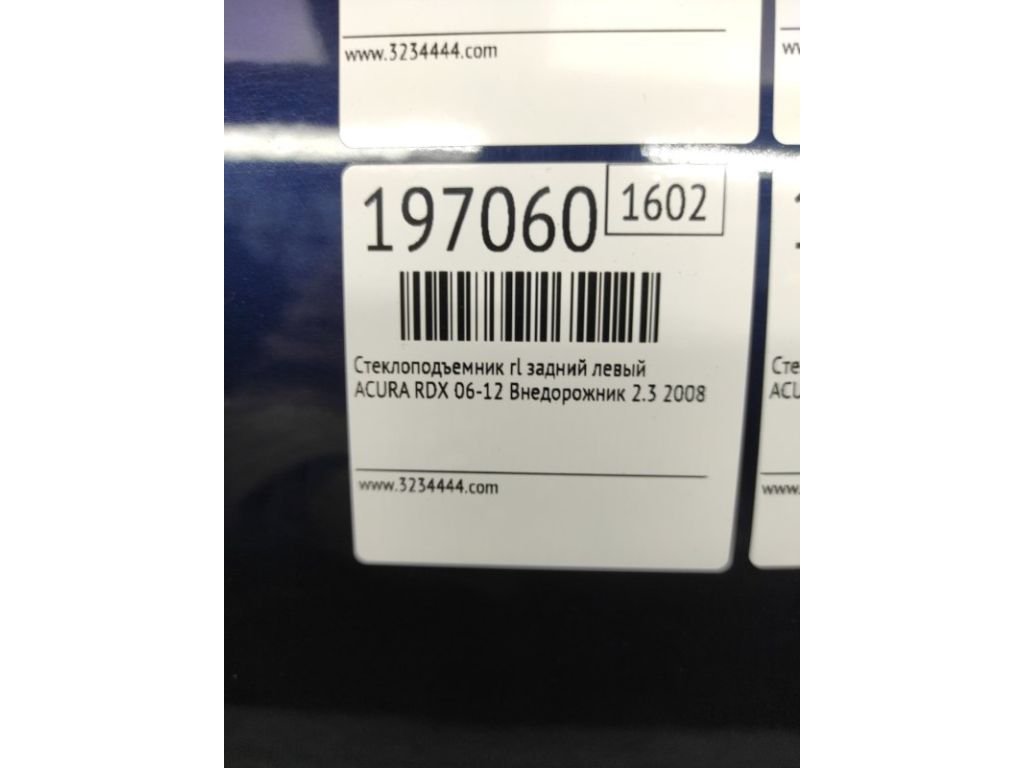 www.3234444.com
197060
1602
Стеклоподъемник rl задний левый
ACURA RDX 06-12 Внедорожник 2.3 2008
www.3234444.com